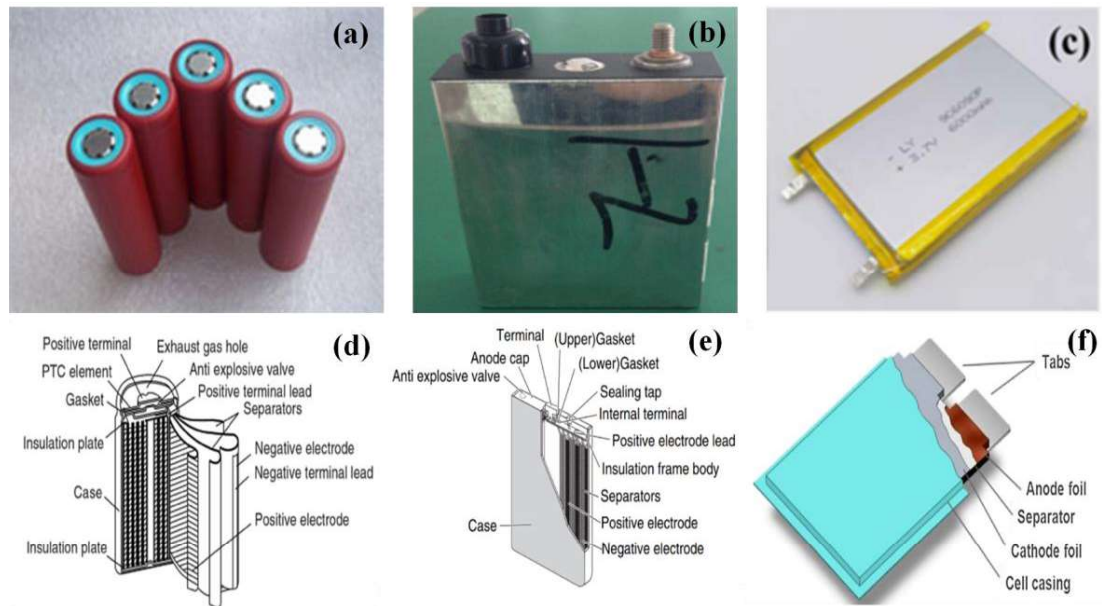 (a)
(b)
(c)
- LY 906090P
+ 3.7V 6000mAh
(d)
Positive terminal
Exhaust gas hole
PTC element
Anti explosive valve
Gasket
Positive terminal lead
Separators
Insulation plate
Negative electrode
Negative terminal lead
Case
Positive electrode
Insulation plate
(e)
Terminal
(Upper)Gasket
Anode cap
(Lower)Gasket
Anti explosive valve
Sealing tap
Internal terminal
Positive electrode lead
Insulation frame body
Separators
Case
Positive electrode
Negative electrode
(f)
Tabs
Anode foil
Separator
Cathode foil
Cell casing